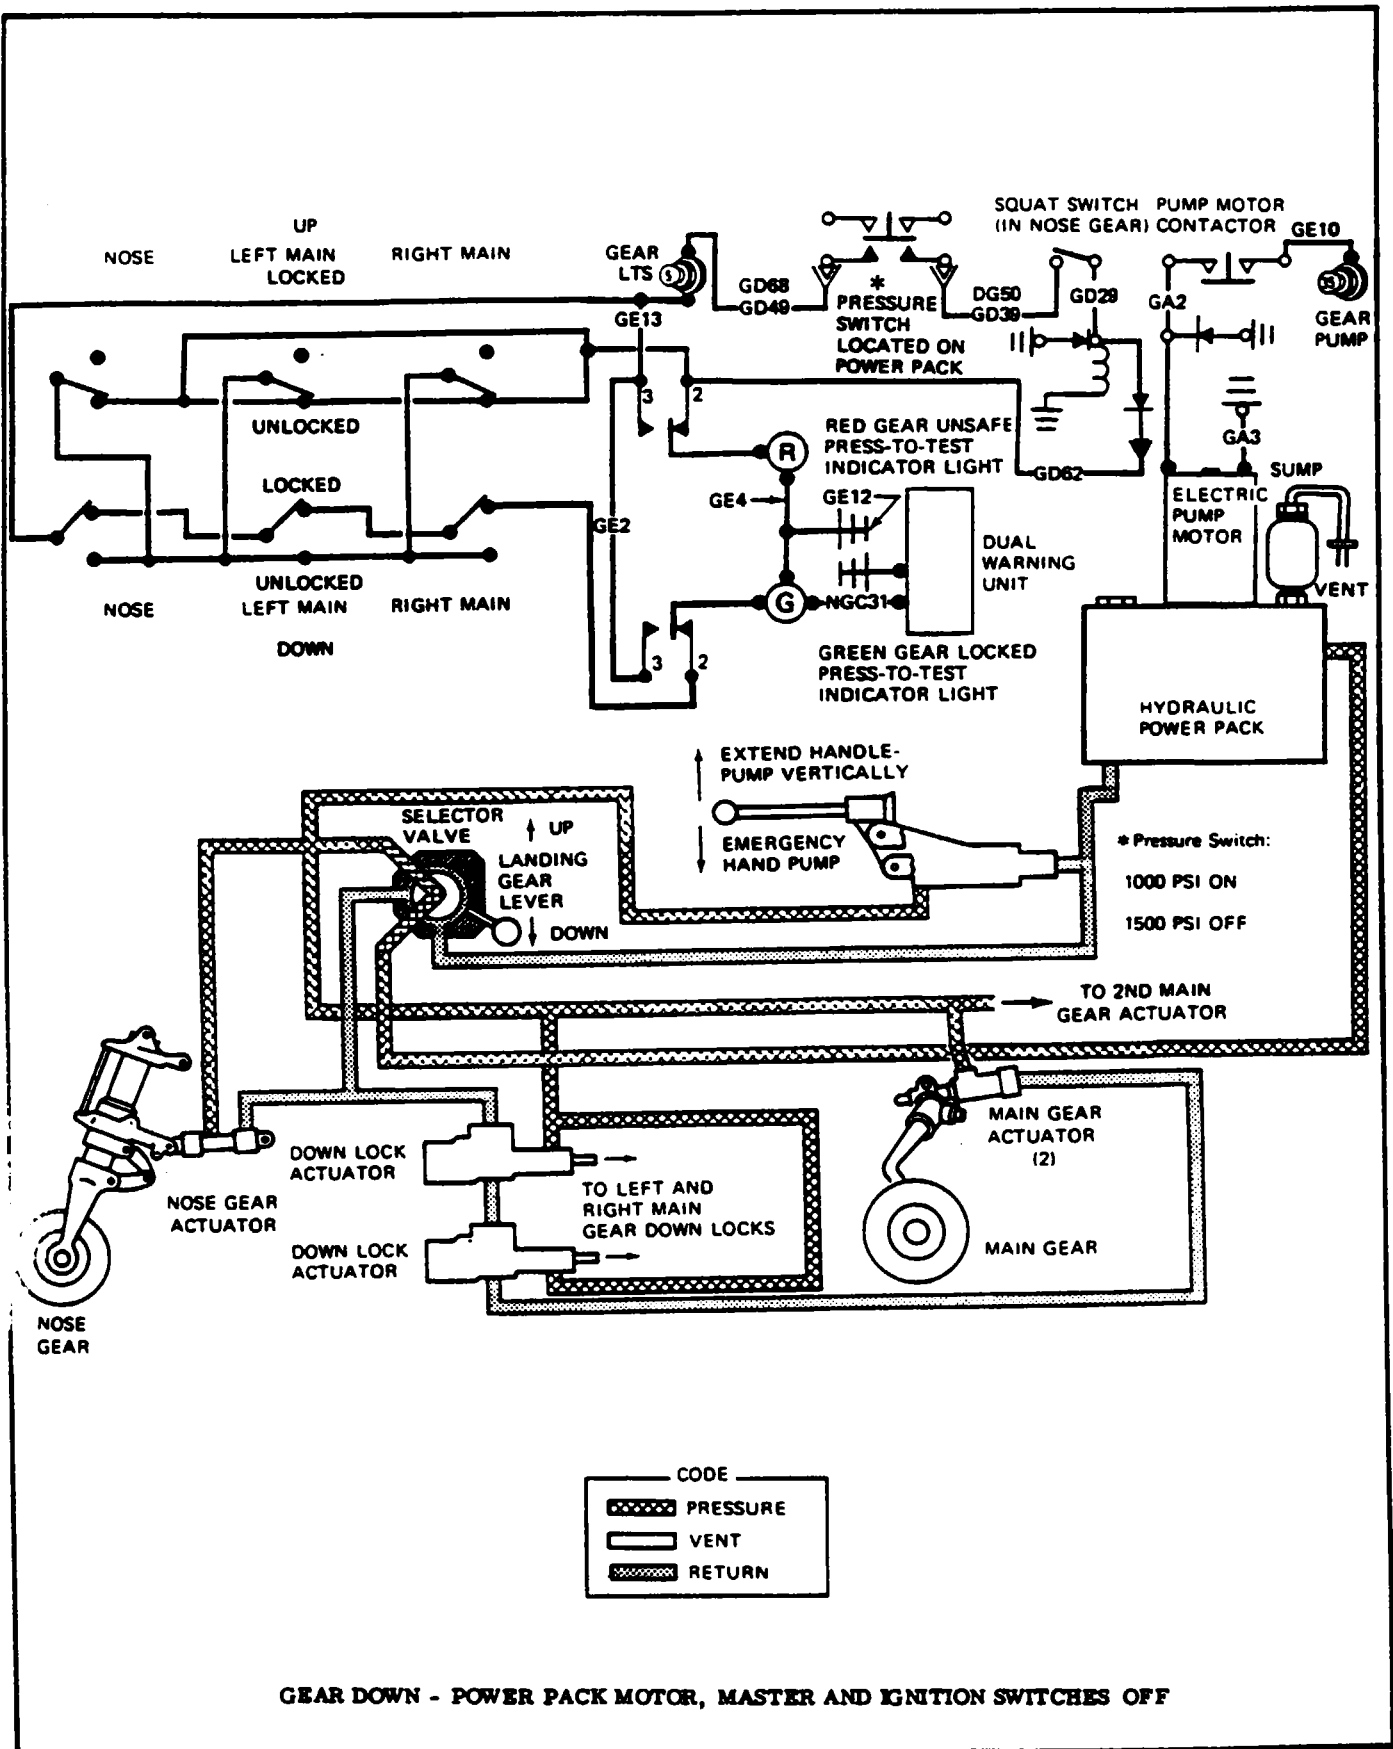 UP
NOSE
LEFT MAIN
RIGHT MAIN
LOCKED
GEAR
LTS
S
GE13
GD68
GD49
*
PRESSURE
SWITCH
LOCATED ON
POWER PACK
DG50
GD39
SQUAT SWITCH
(IN NOSE GEAR)
GD29
PUMP MOTOR
CONTACTOR
GE10
GA2
GEAR
PUMP
UNLOCKED
3
2
LOCKED
GE2
R
RED GEAR UNSAFE
PRESS-TO-TEST
INDICATOR LIGHT
GD62
GA3
GE4
GE12
DUAL
WARNING
UNIT
G
NGC31
ELECTRIC
PUMP
MOTOR
SUMP
VENT
UNLOCKED
NOSE
LEFT MAIN
RIGHT MAIN
DOWN
3
2
GREEN GEAR LOCKED
PRESS-TO-TEST
INDICATOR LIGHT
HYDRAULIC
POWER PACK
EXTEND HANDLE-
PUMP VERTICALLY
EMERGENCY
HAND PUMP
* Pressure Switch:
1000 PSI ON
1500 PSI OFF
SELECTOR
VALVE
UP
LANDING
GEAR
LEVER
DOWN
TO 2ND MAIN
GEAR ACTUATOR
MAIN GEAR
ACTUATOR
(2)
DOWN LOCK
ACTUATOR
TO LEFT AND
RIGHT MAIN
GEAR DOWN LOCKS
NOSE GEAR
ACTUATOR
DOWN LOCK
ACTUATOR
MAIN GEAR
NOSE
GEAR
CODE
PRESSURE
VENT
RETURN
GEAR DOWN - POWER PACK MOTOR, MASTER AND IGNITION SWITCHES OFF